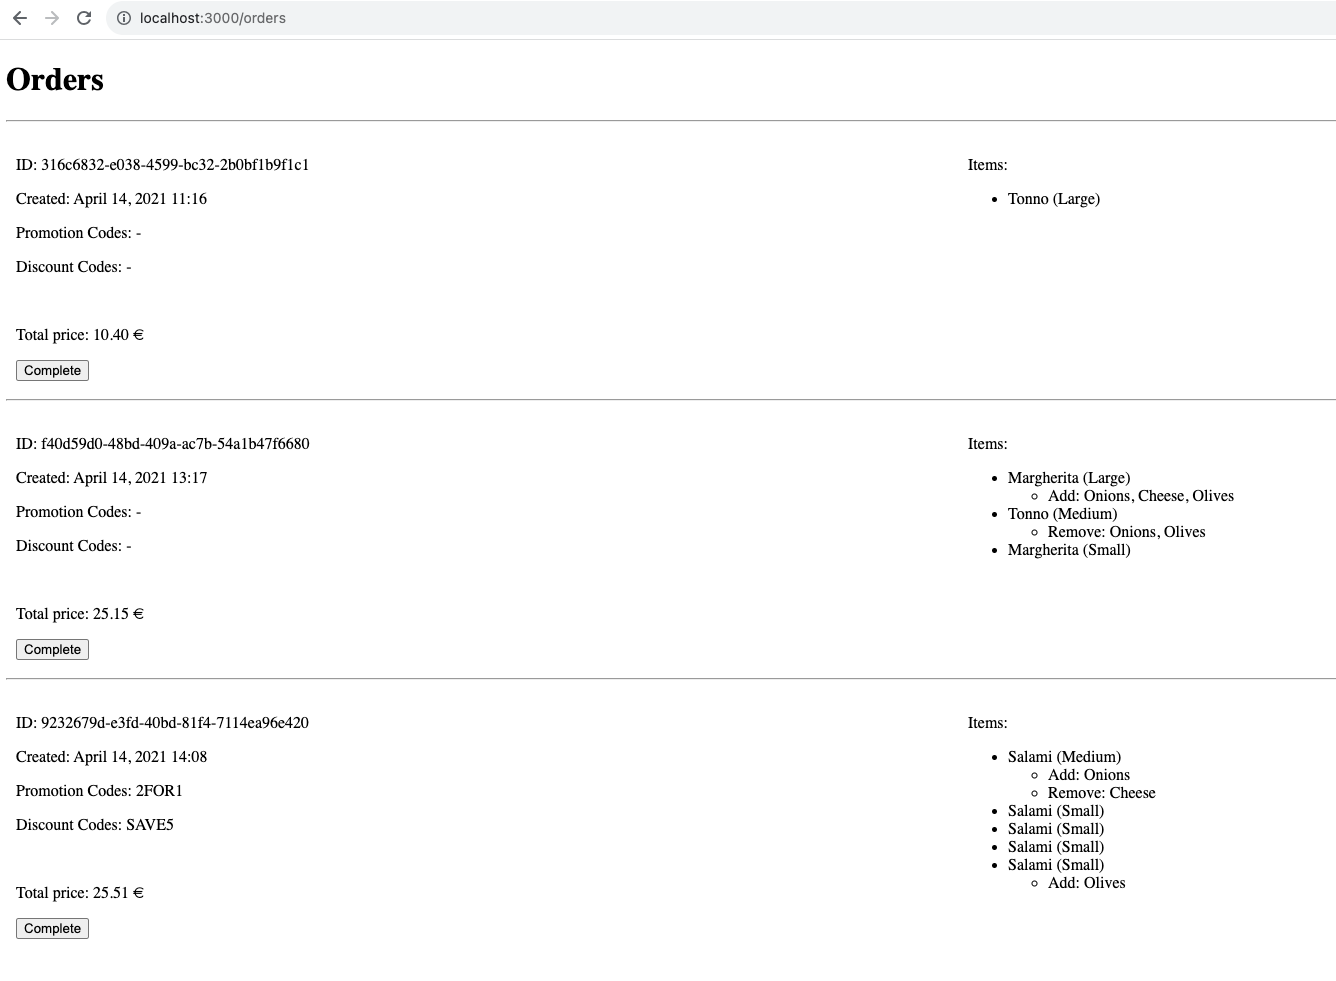 localhost:3000/orders
Orders
ID: 316c6832-e038-4599-bc32-2b0bf1b9f1c1
Created: April 14, 2021 11:16
Promotion Codes: -
Discount Codes: -
Total price: 10.40 €
Complete
Items:
Tonno (Large)
ID: f40d59d0-48bd-409a-ac7b-54a1b47f6680
Created: April 14, 2021 13:17
Promotion Codes: -
Discount Codes: -
Total price: 25.15 €
Complete
Items:
Margherita (Large)
Add: Onions, Cheese, Olives
Tonno (Medium)
Remove: Onions, Olives
Margherita (Small)
ID: 9232679d-e3fd-40bd-81f4-7114ea96e420
Created: April 14, 2021 14:08
Promotion Codes: 2FOR1
Discount Codes: SAVE5
Total price: 25.51 €
Complete
Items:
Salami (Medium)
Add: Onions
Remove: Cheese
Salami (Small)
Salami (Small)
Salami (Small)
Salami (Small)
Add: Olives